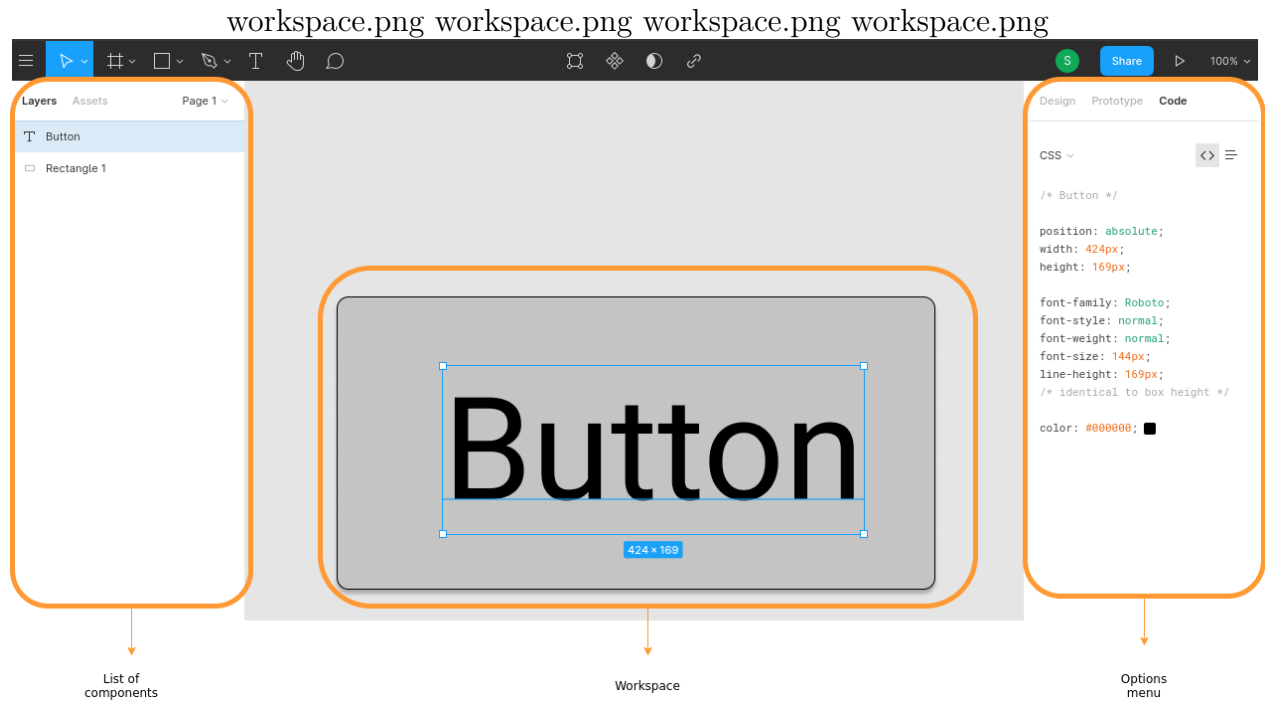 workspace.png workspace.png workspace.png workspace.png
S Share 100%
Layers Assets Page 1
Button
Rectangle 1
Button
424 × 169
Design Prototype Code
CSS
/* Button */
position: absolute;
width: 424px;
height: 169px;
font-family: Roboto;
font-style: normal;
font-weight: normal;
font-size: 144px;
line-height: 169px;
/* identical to box height */
color: #000000;
List of
components
Workspace
Options
menu